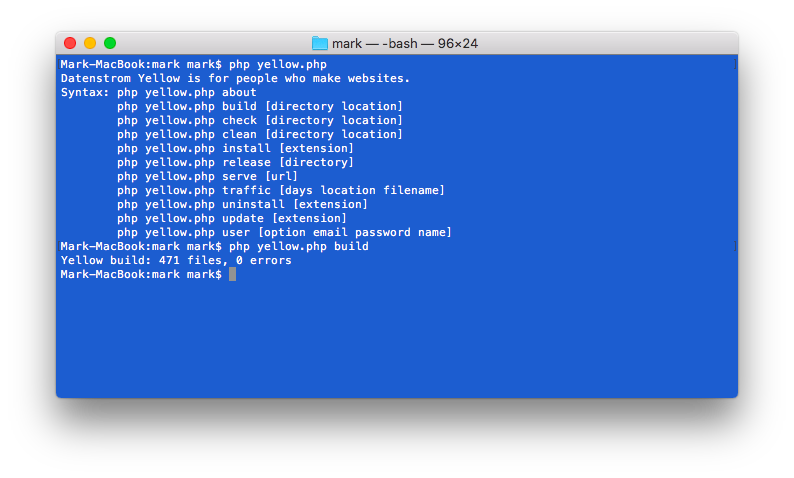 mark — -bash — 96×24
Mark-MacBook:mark mark$ php yellow.php
Datenstrom Yellow is for people who make websites.
Syntax: php yellow.php about
        php yellow.php build [directory location]
        php yellow.php check [directory location]
        php yellow.php clean [directory location]
        php yellow.php install [extension]
        php yellow.php release [directory]
        php yellow.php serve [url]
        php yellow.php traffic [days location filename]
        php yellow.php uninstall [extension]
        php yellow.php update [extension]
        php yellow.php user [option email password name]
Mark-MacBook:mark mark$ php yellow.php build
Yellow build: 471 files, 0 errors
Mark-MacBook:mark mark$